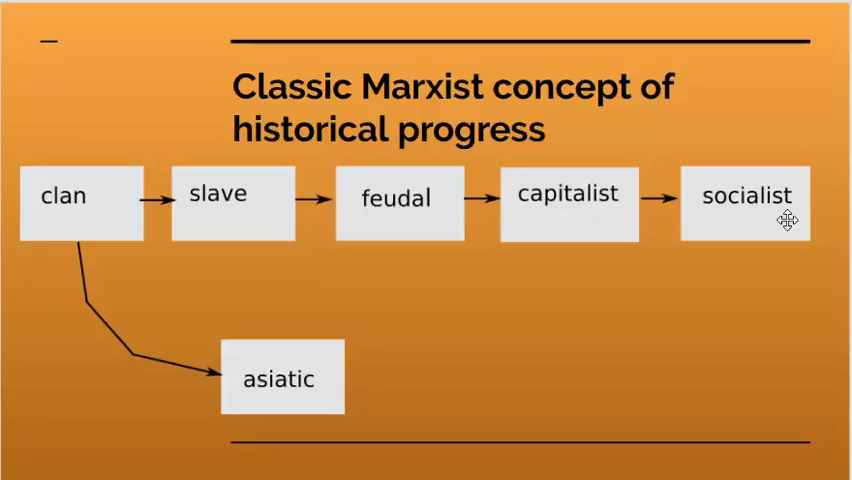 Classic Marxist concept of
historical progress
clan slave feudal capitalist socialist
asiatic